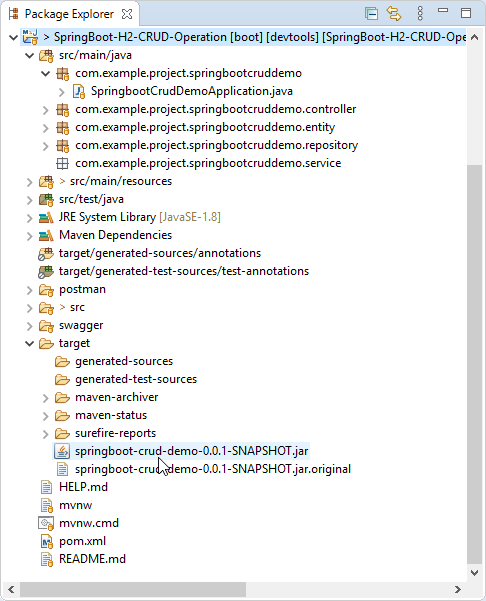 Package Explorer
> SpringBoot-H2-CRUD-Operation [boot] [devtools] [SpringBoot-H2-CRUD-Ope
src/main/java
com.example.project.springbootcruddemo
SpringbootCrudDemoApplication.java
com.example.project.springbootcruddemo.controller
com.example.project.springbootcruddemo.entity
com.example.project.springbootcruddemo.repository
com.example.project.springbootcruddemo.service
> src/main/resources
src/test/java
JRE System Library [JavaSE-1.8]
Maven Dependencies
target/generated-sources/annotations
target/generated-test-sources/test-annotations
postman
> src
swagger
target
generated-sources
generated-test-sources
maven-archiver
maven-status
surefire-reports
springboot-crud-demo-0.0.1-SNAPSHOT.jar
springboot-crud-demo-0.0.1-SNAPSHOT.jar.original
HELP.md
mvnw
mvnw.cmd
pom.xml
README.md